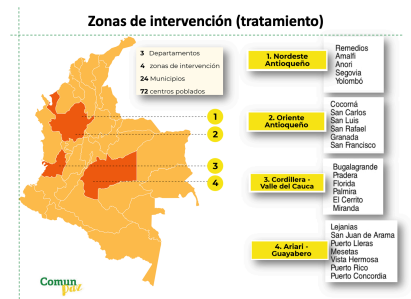 Zonas de intervención (tratamiento)
3 Departamentos
4 zonas de intervención
24 Municipios
72 centros poblados
1
2
3
4
1. Nordeste
Antioqueño
Remedios
Amalfi
Anori
Segovia
Yolombó
2. Oriente
Antioqueño
Cocorná
San Carlos
San Luis
San Rafael
Granada
San Francisco
3. Cordillera -
Valle del Cauca
Bugalagrande
Pradera
Florida
Palmira
El Cerrito
Miranda
4. Ariari -
Guayabero
Lejanias
San Juan de Arama
Puerto Lleras
Mesetas
Vista Hermosa
Puerto Rico
Puerto Concordia
Comun
Paz